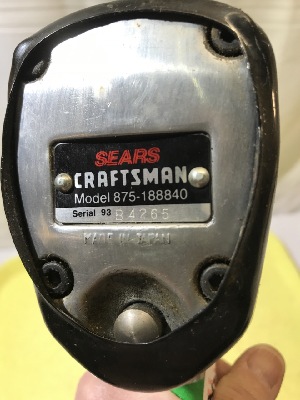 SEARS
CRAFTSMAN
Model 875-188840
Serial 93 B4265
MADE IN JAPAN